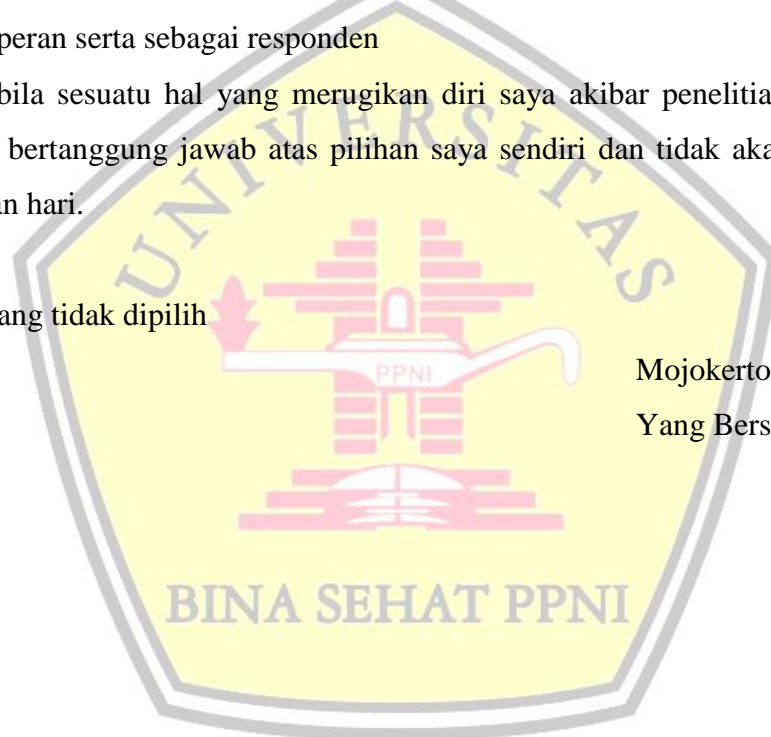 peran serta sebagai responden
bila sesuatu hal yang merugikan diri saya akibar penelitia
bertanggung jawab atas pilihan saya sendiri dan tidak aka
an hari.
ang tidak dipilih
Mojokerto
Yang Bers
UNIVERSITAS
PPNI
BINA SEHAT PPNI